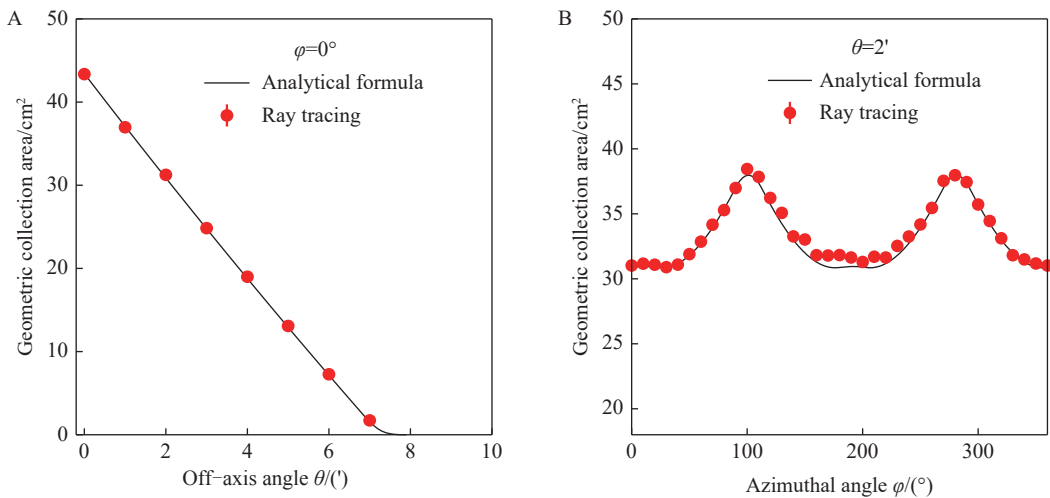 A
φ=0°
Analytical formula
Ray tracing
50
40
30
20
10
0
0 2 4 6 8 10
Geometric collection area/cm²
Off−axis angle θ/(')
B
θ=2'
Analytical formula
Ray tracing
50
45
40
35
30
25
20
0 100 200 300
Geometric collection area/cm²
Azimuthal angle φ/(°)